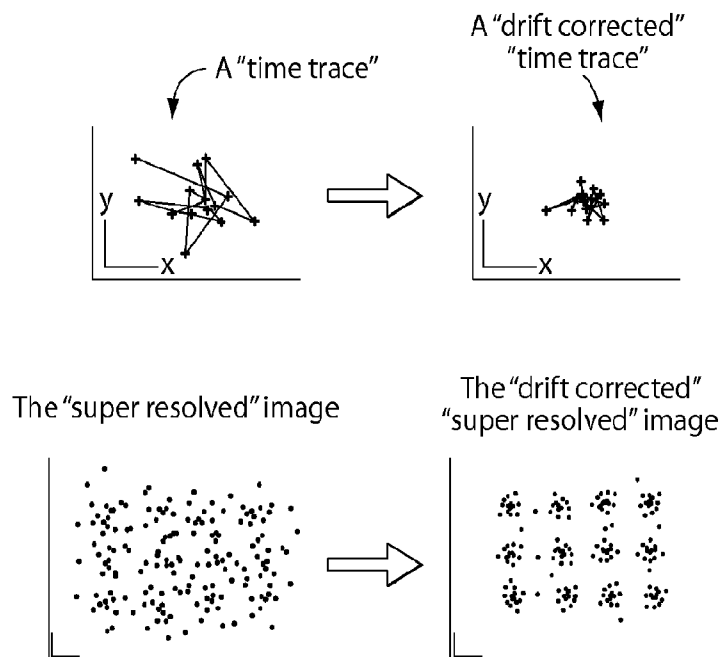 A “time trace”
A “drift corrected”
“time trace”
y
x
y
x
The “super resolved” image
The “drift corrected”
“super resolved” image